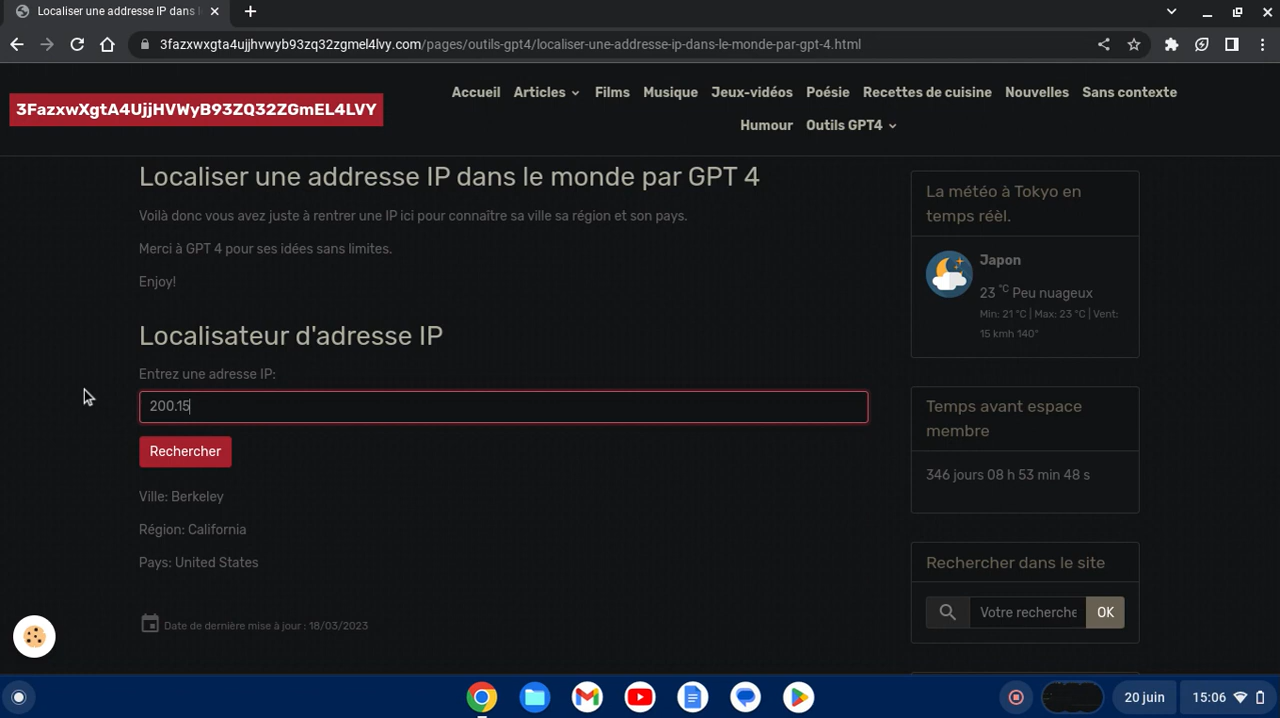 Localiser une addresse IP dans l
3fazxwxgta4ujjhvwyb93zq32zgmel4lvy.com/pages/outils-gpt4/localiser-une-addresse-ip-dans-le-monde-par-gpt-4.html
3FazxwXgtA4UjjHVWyB93ZQ32ZGmEL4LVY
Accueil Articles Films Musique Jeux-vidéos Poésie Recettes de cuisine Nouvelles Sans contexte
Humour Outils GPT4
Localiser une addresse IP dans le monde par GPT 4
Voilà donc vous avez juste à rentrer une IP ici pour connaître sa ville sa région et son pays.
Merci à GPT 4 pour ses idées sans limites.
Enjoy!
Localisateur d'adresse IP
Entrez une adresse IP:
200.15
Rechercher
Ville: Berkeley
Région: California
Pays: United States
Date de dernière mise à jour : 18/03/2023
La météo à Tokyo en
temps réèl.
Japon
23 °C Peu nuageux
Min: 21 °C | Max: 23 °C | Vent:
15 kmh 140°
Temps avant espace
membre
346 jours 08 h 53 min 48 s
Rechercher dans le site
Votre recherche
OK
20 juin
15:06